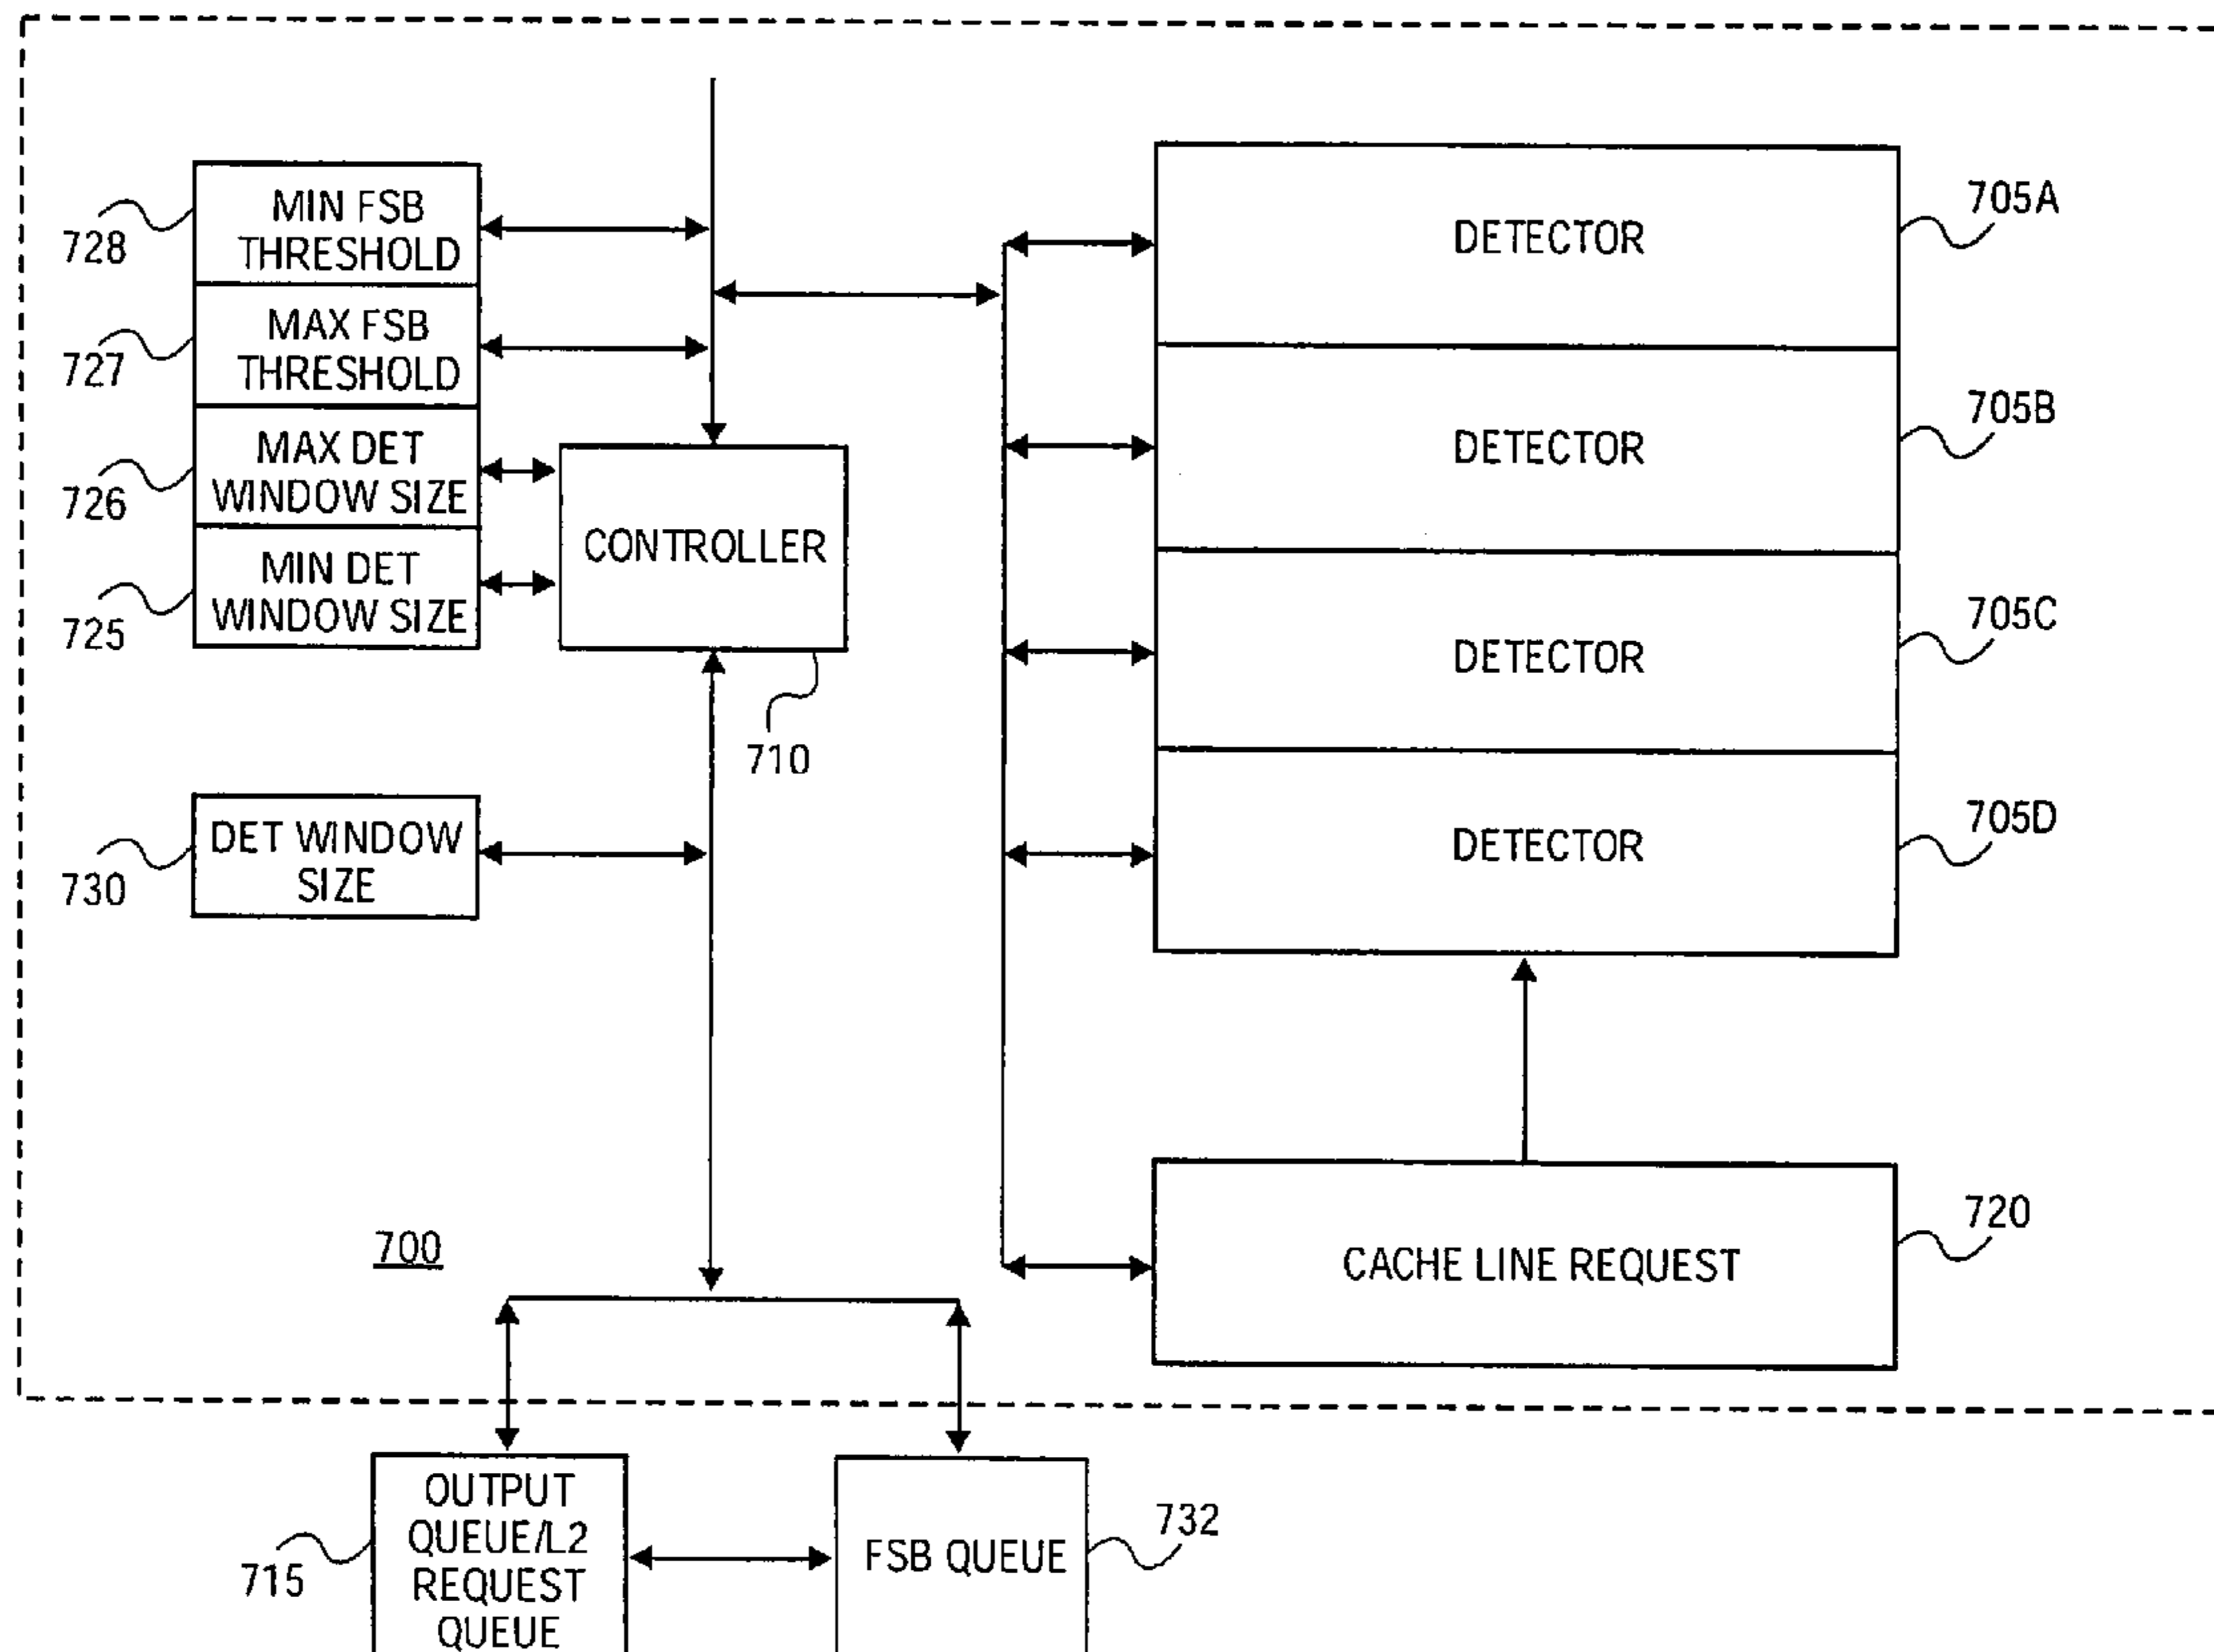 MIN FSB
THRESHOLD
728
MAX FSB
THRESHOLD
727
MAX DET
WINDOW SIZE
726
MIN DET
WINDOW SIZE
725
CONTROLLER
710
DET WINDOW
SIZE
730
DETECTOR
705A
DETECTOR
705B
DETECTOR
705C
DETECTOR
705D
CACHE LINE REQUEST
720
700
OUTPUT
QUEUE/L2
REQUEST
QUEUE
715
FSB QUEUE
732